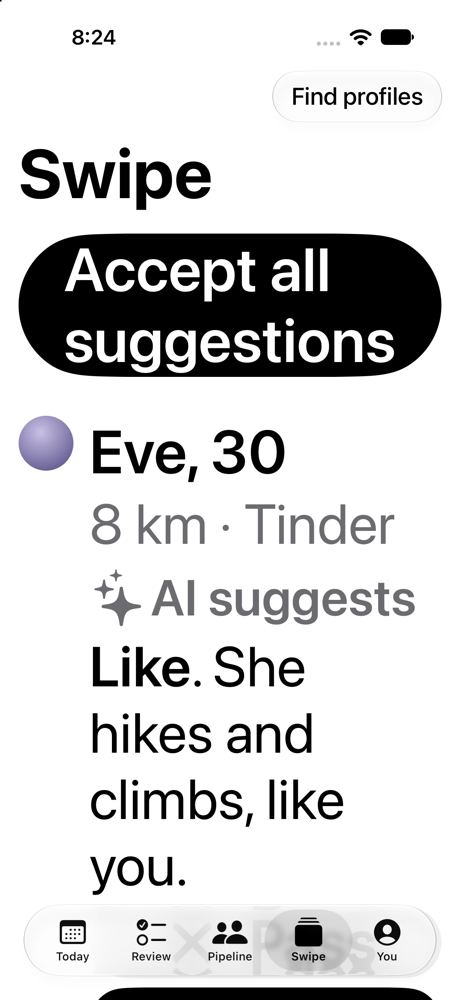 8:24
Find profiles
Swipe
Accept all
suggestions
Eve, 30
8 km · Tinder
AI suggests
Like. She
hikes and
climbs, like
you.
Pass
Today
Review
Pipeline
Swipe
You